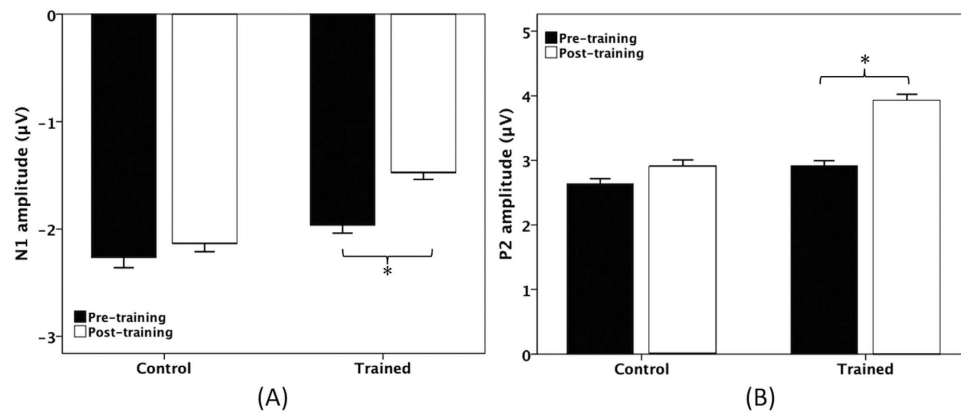 0
-1
-2
-3
N1 amplitude (µV)
*
Pre-training
Post-training
Control
Trained
(A)
5
4
3
2
1
0
P2 amplitude (µV)
Pre-training
Post-training
*
Control
Trained
(B)